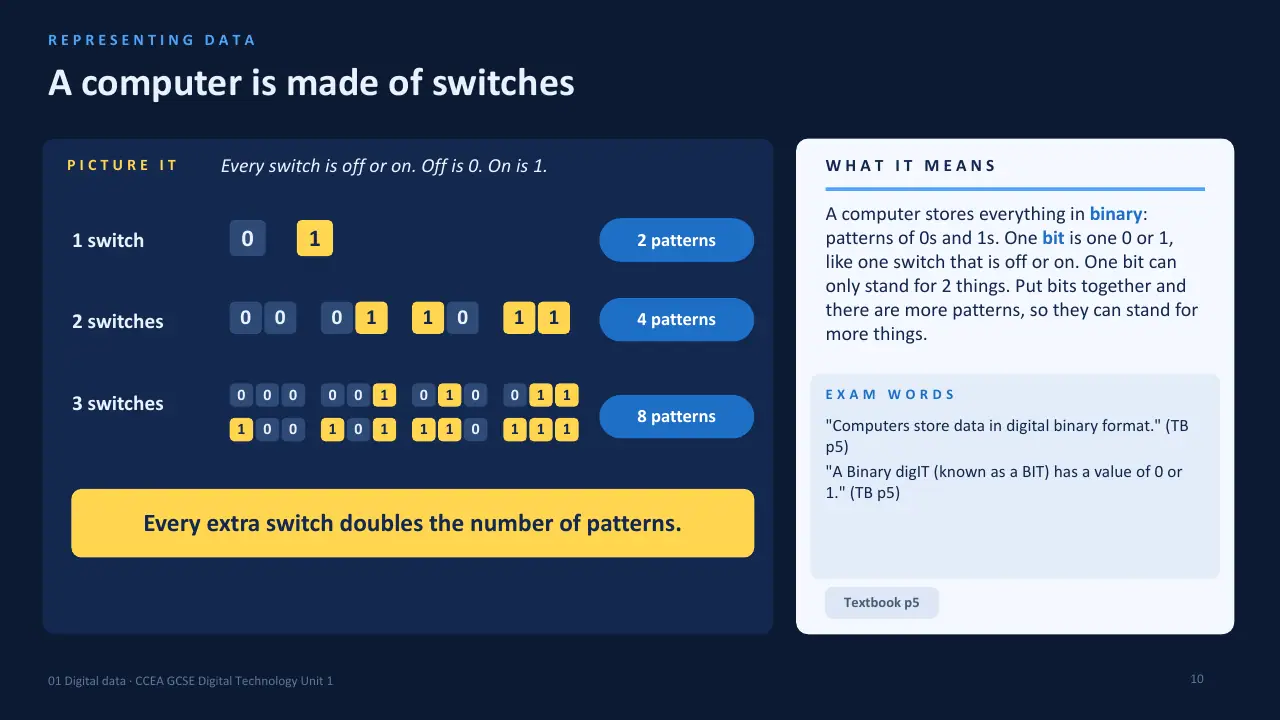 REPRESENTING DATA
A computer is made of switches
PICTURE IT
Every switch is off or on. Off is 0. On is 1.
1 switch
0 1
2 patterns
2 switches
0 0 0 1 1 0 1 1
4 patterns
3 switches
0 0 0 0 0 1 0 1 0 0 1 1
1 0 0 1 0 1 1 1 0 1 1 1
8 patterns
Every extra switch doubles the number of patterns.
WHAT IT MEANS
A computer stores everything in binary:
patterns of 0s and 1s. One bit is one 0 or 1,
like one switch that is off or on. One bit can
only stand for 2 things. Put bits together and
there are more patterns, so they can stand for
more things.
EXAM WORDS
"Computers store data in digital binary format." (TB
p5)
"A Binary digIT (known as a BIT) has a value of 0 or
1." (TB p5)
Textbook p5
01 Digital data · CCEA GCSE Digital Technology Unit 1
10